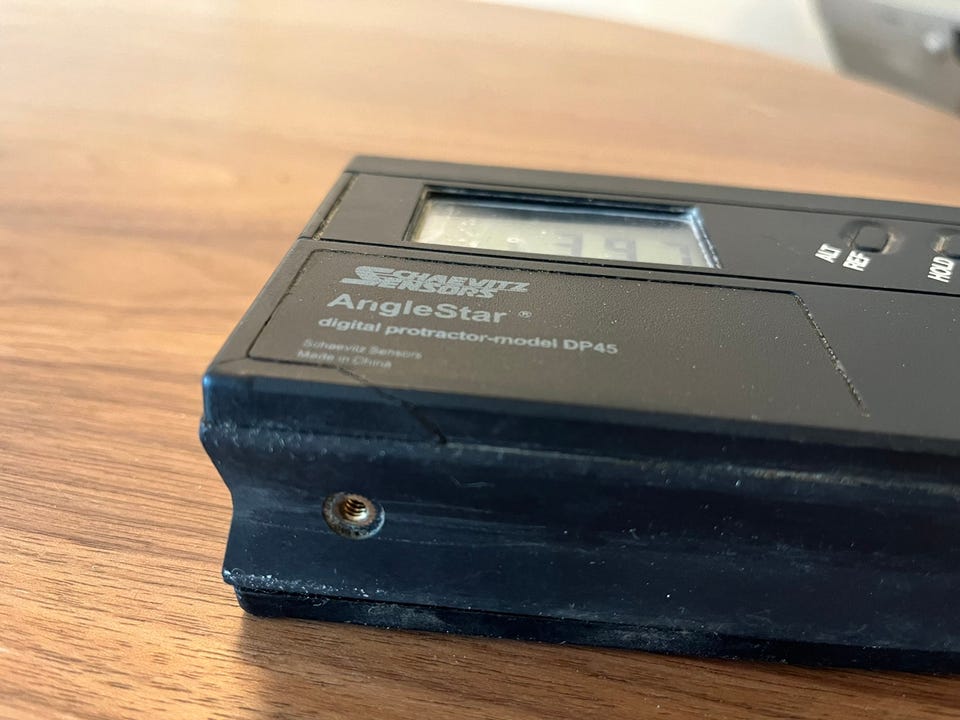 SCHAEVITZ
SENSORS
AngleStar ®
digital protractor-model DP45
Schaevitz Sensors
Made in China
ALT
REF
HOLD